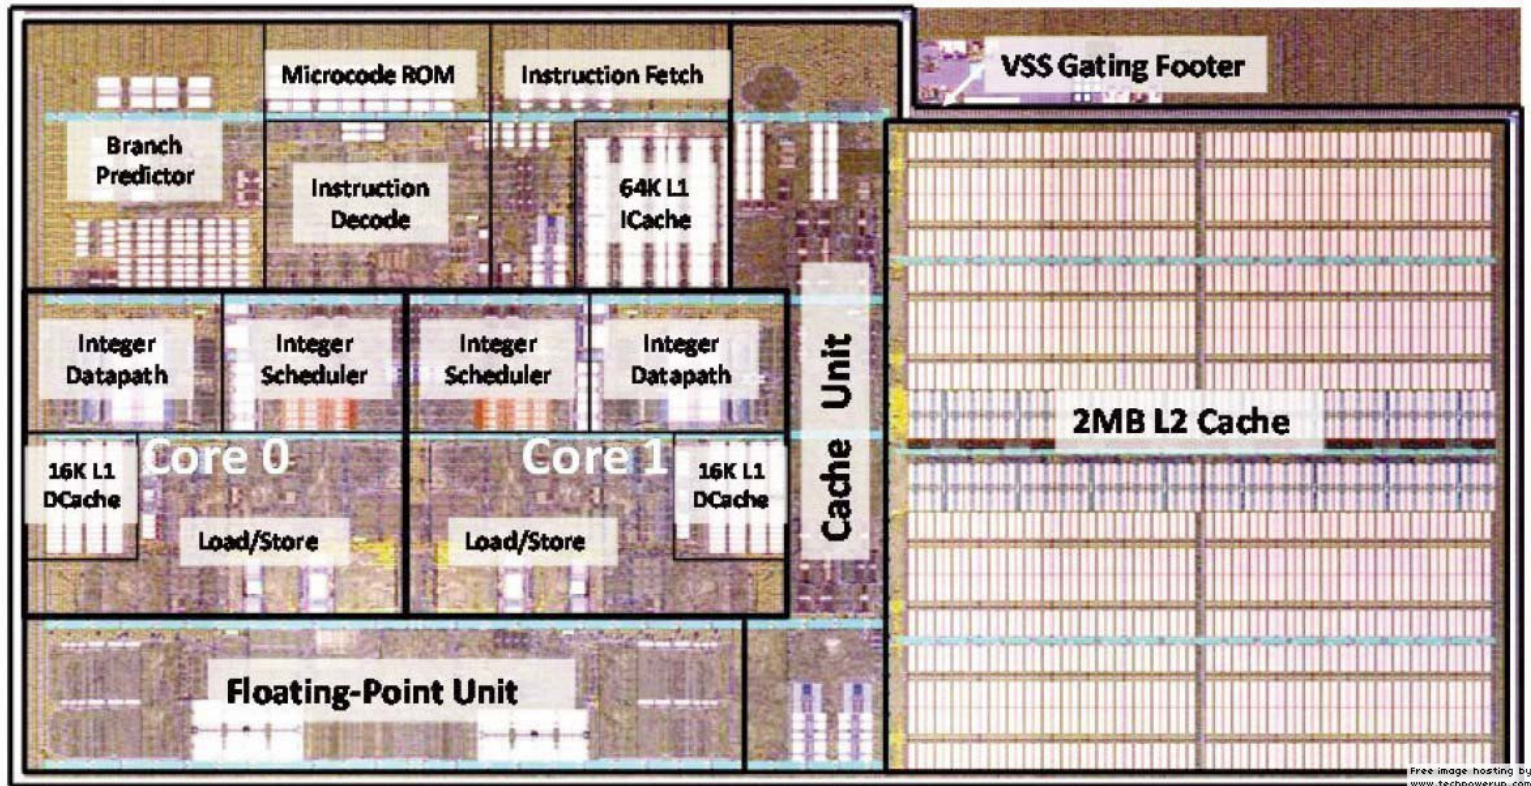 Microcode ROM
Instruction Fetch
VSS Gating Footer
Branch
Predictor
Instruction
Decode
64K L1
ICache
Integer
Datapath
Integer
Scheduler
Integer
Scheduler
Integer
Datapath
Cache Unit
2MB L2 Cache
Core 0
Core 1
16K L1
DCache
16K L1
DCache
Load/Store
Load/Store
Floating-Point Unit
Free image hosting by
www.techpowerup.com